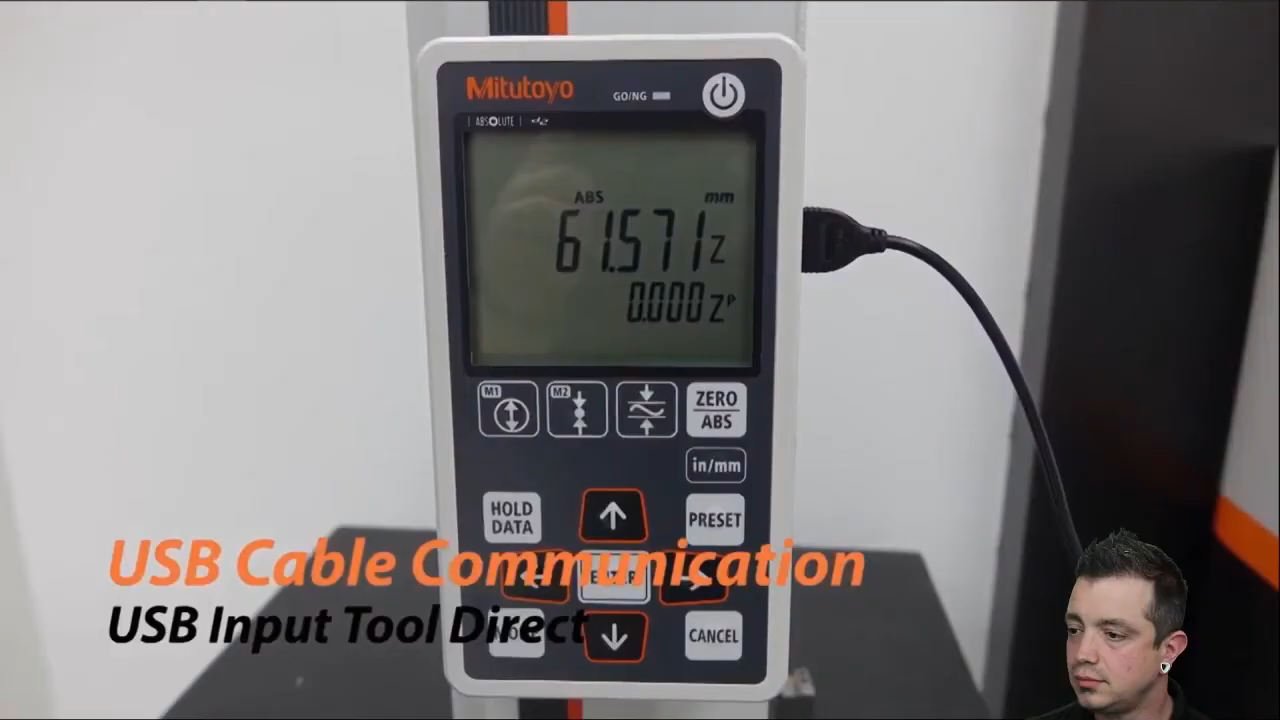 Mitutoyo
GO/NG
| ABSOLUTE |
ABS mm
61.571 Z
0.000 Z P
M1 M2
ZERO
ABS
in/mm
HOLD
DATA
PRESET
USB Cable Communication
ENTER
USB Input Tool Direct
CANCEL